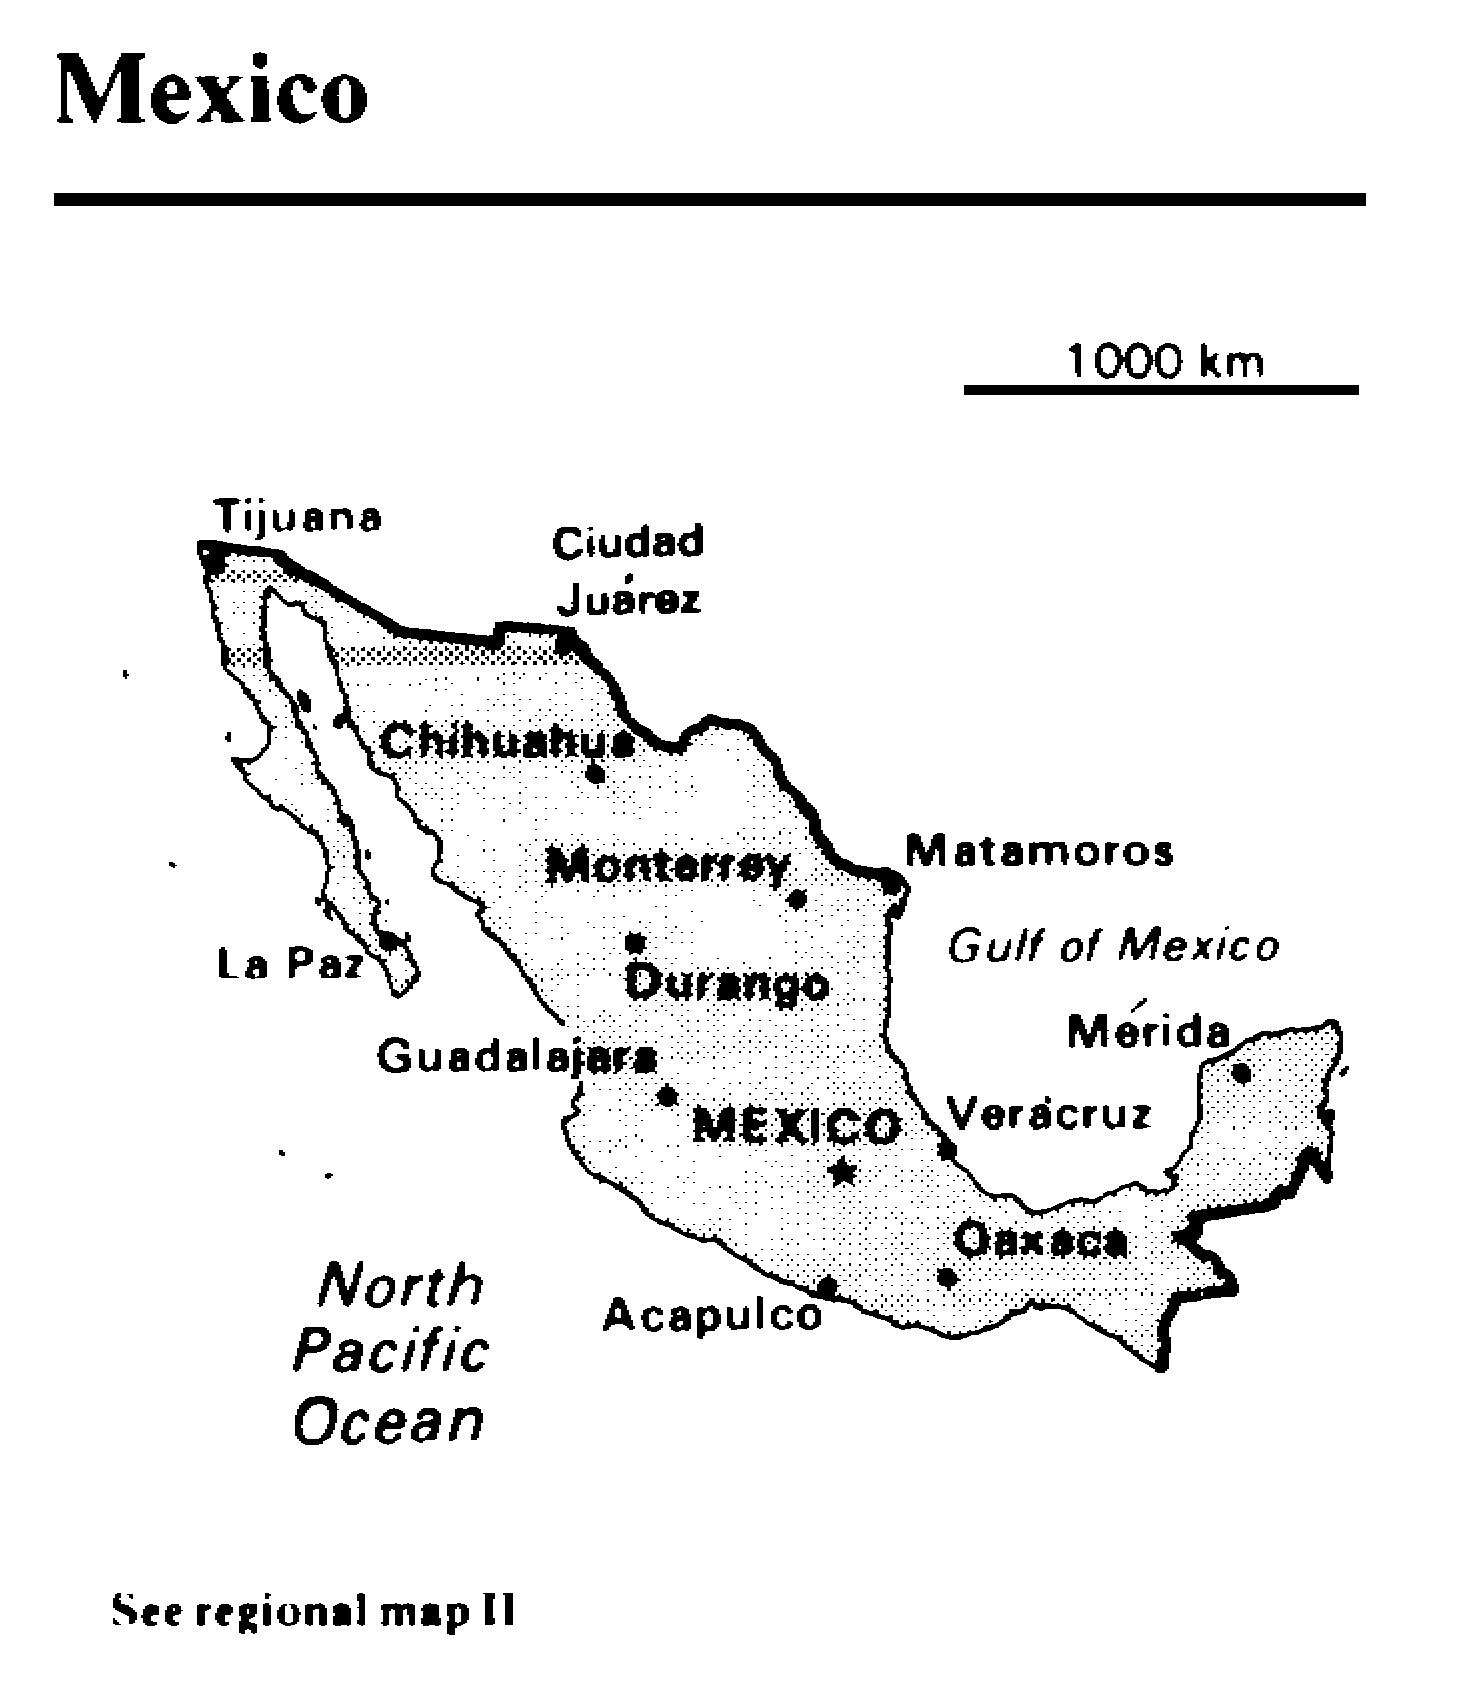 Mexico
1000 km
Tijuana
Ciudad
Juárez
Chihuahua
Monterrey
Matamoros
Gulf of Mexico
La Paz
Durango
Mérida
Guadalajara
MEXICO
Veracruz
Oaxaca
Acapulco
North
Pacific
Ocean
See regional map II